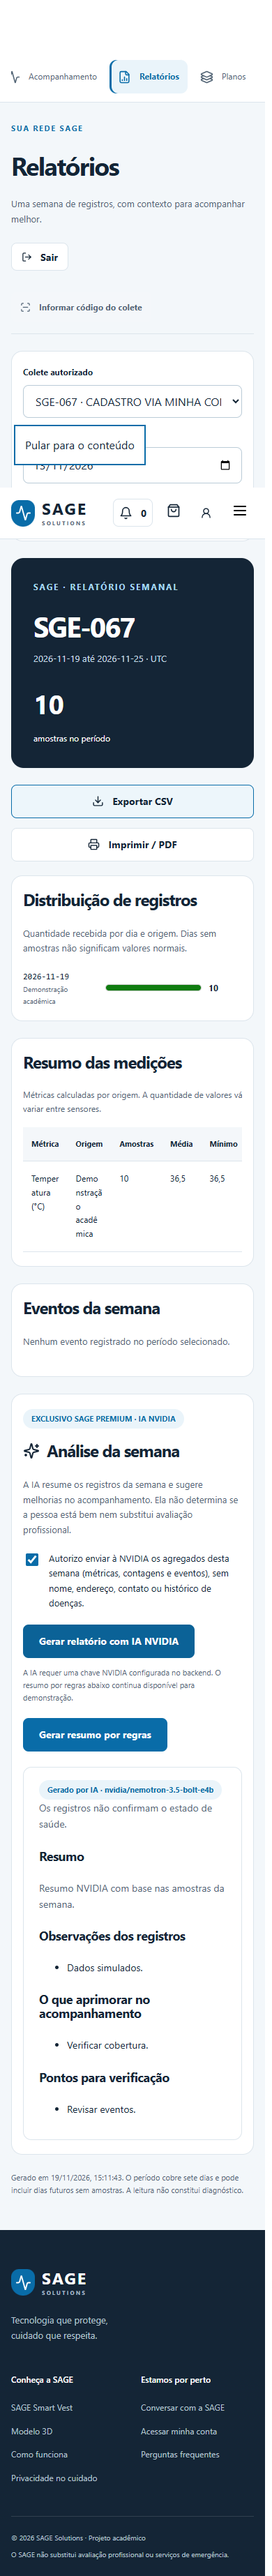 Acompanhamento
Relatórios
Planos
SUA REDE SAGE
Relatórios
Uma semana de registros, com contexto para acompanhar
melhor.
Sair
Informar código do colete
Colete autorizado
SGE-067 · CADASTRO VIA MINHA CO
Pular para o conteúdo
13/11/2026
SAGE
SOLUTIONS
0
SAGE · RELATÓRIO SEMANAL
SGE-067
2026-11-19 até 2026-11-25 · UTC
10
amostras no período
Exportar CSV
Imprimir / PDF
Distribuição de registros
Quantidade recebida por dia e origem. Dias sem
amostras não significam valores normais.
2026-11-19
Demonstração
acadêmica
10
Resumo das medições
Métricas calculadas por origem. A quantidade de valores vá
variar entre sensores.
Métrica Origem Amostras Média Mínimo
Temper
atura
(°C)
Demo
nstraçã
o
acadê
mica
10
36,5
36,5
Eventos da semana
Nenhum evento registrado no período selecionado.
EXCLUSIVO SAGE PREMIUM · IA NVIDIA
Análise da semana
A IA resume os registros da semana e sugere
melhorias no acompanhamento. Ela não determina se
a pessoa está bem nem substitui avaliação
profissional.
Autorizo enviar à NVIDIA os agregados desta
semana (métricas, contagens e eventos), sem
nome, endereço, contato ou histórico de
doenças.
Gerar relatório com IA NVIDIA
A IA requer uma chave NVIDIA configurada no backend. O
resumo por regras abaixo continua disponível para
demonstração.
Gerar resumo por regras
Gerado por IA · nvidia/nemotron-3.5-bolt-e4b
Os registros não confirmam o estado de
saúde.
Resumo
Resumo NVIDIA com base nas amostras da
semana.
Observações dos registros
• Dados simulados.
O que aprimorar no
acompanhamento
• Verificar cobertura.
Pontos para verificação
• Revisar eventos.
Gerado em 19/11/2026, 15:11:43. O período cobre sete dias e pode
incluir dias futuros sem amostras. A leitura não constitui diagnóstico.
SAGE
SOLUTIONS
Tecnologia que protege,
cuidado que respeita.
Conheça a SAGE
SAGE Smart Vest
Modelo 3D
Como funciona
Privacidade no cuidado
Estamos por perto
Conversar com a SAGE
Acessar minha conta
Perguntas frequentes
© 2026 SAGE Solutions · Projeto acadêmico
O SAGE não substitui avaliação profissional ou serviços de emergência.